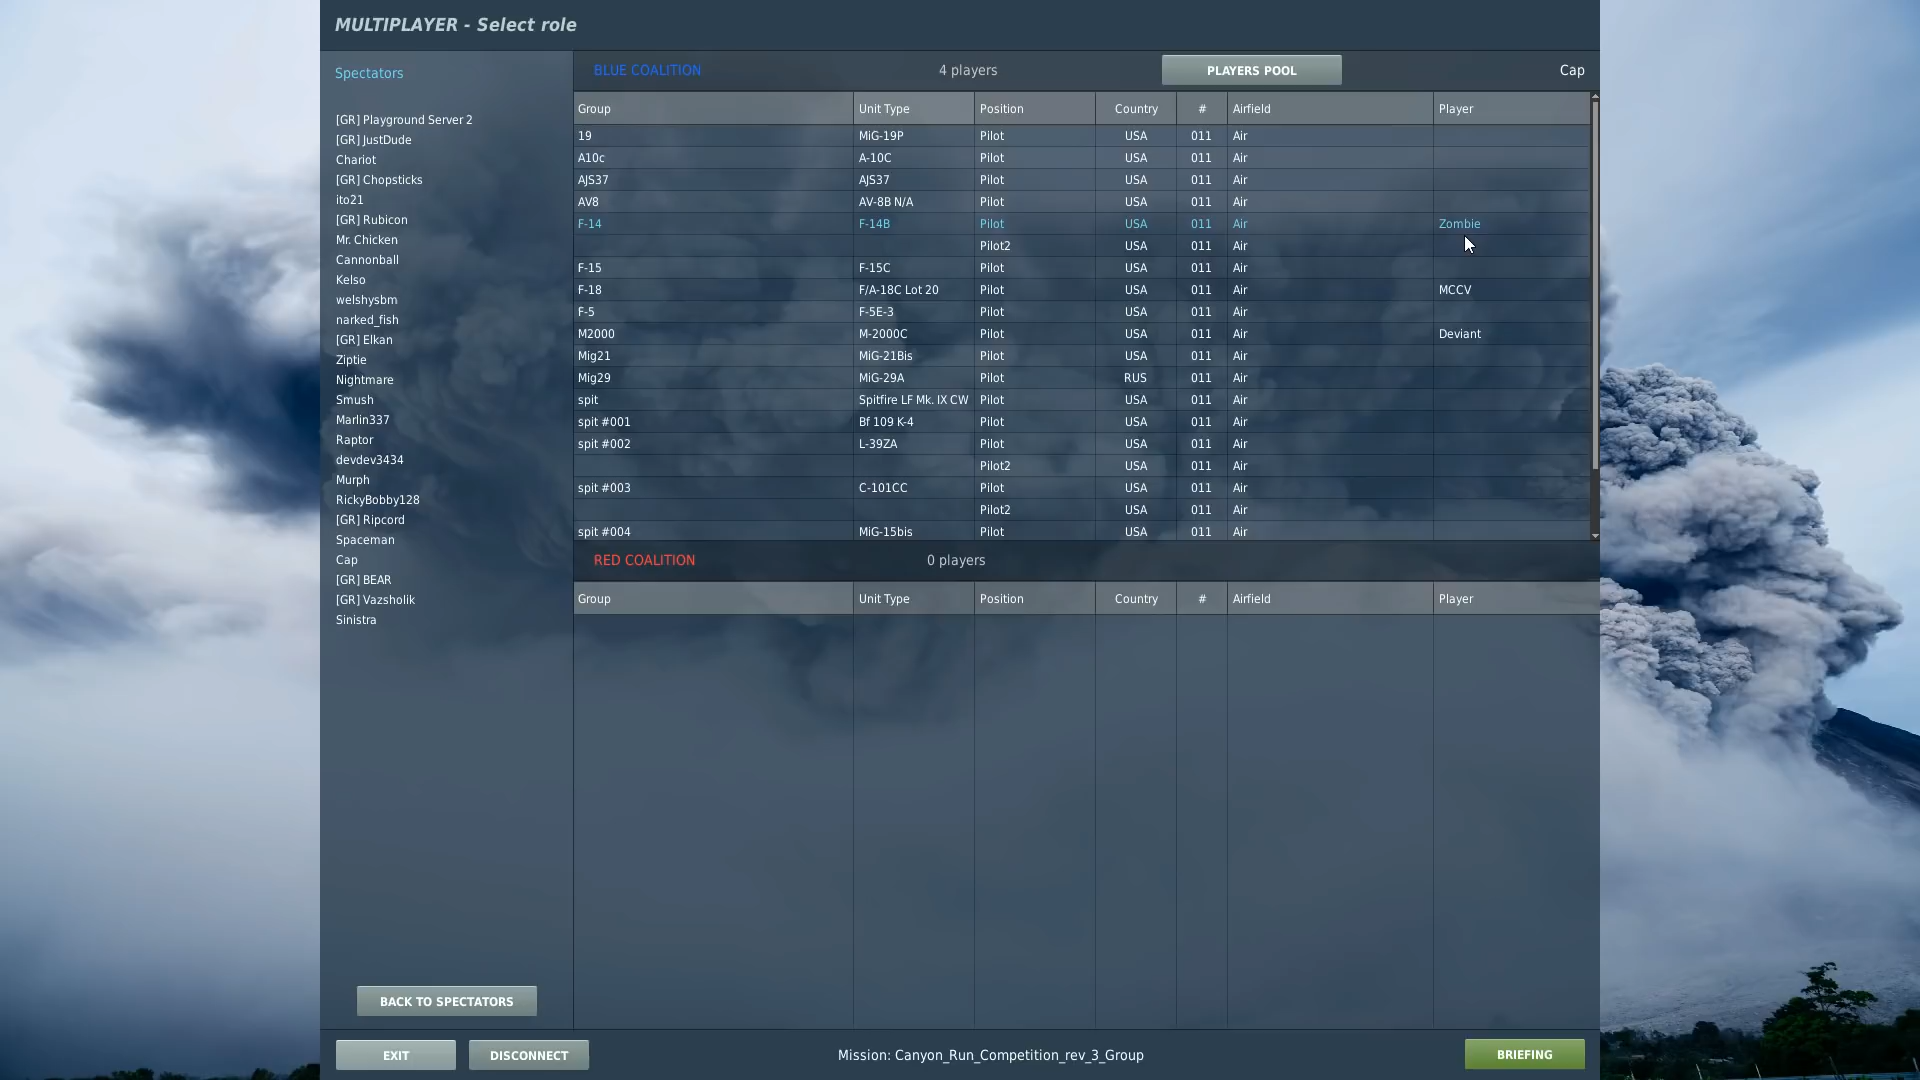 MULTIPLAYER - Select role
Spectators
[GR] Playground Server 2
[GR] JustDude
Chariot
[GR] Chopsticks
ito21
[GR] Rubicon
Mr. Chicken
Cannonball
Kelso
welshysbm
narked_fish
[GR] Elkan
Ziptie
Nightmare
Smush
Marlin337
Raptor
devdev3434
Murph
RickyBobby128
[GR] Ripcord
Spaceman
Cap
[GR] BEAR
[GR] Vazsholik
Sinistra
BACK TO SPECTATORS
BLUE COALITION 4 players PLAYERS POOL Cap
Group Unit Type Position Country # Airfield Player
19 MiG-19P Pilot USA 011 Air
A10c A-10C Pilot USA 011 Air
AJS37 AJS37 Pilot USA 011 Air
AV8 AV-8B N/A Pilot USA 011 Air
F-14 F-14B Pilot USA 011 Air Zombie
Pilot2 USA 011 Air
F-15 F-15C Pilot USA 011 Air
F-18 F/A-18C Lot 20 Pilot USA 011 Air MCCV
F-5 F-5E-3 Pilot USA 011 Air
M2000 M-2000C Pilot USA 011 Air Deviant
Mig21 MiG-21Bis Pilot USA 011 Air
Mig29 MiG-29A Pilot RUS 011 Air
spit Spitfire LF Mk. IX CW Pilot USA 011 Air
spit #001 Bf 109 K-4 Pilot USA 011 Air
spit #002 L-39ZA Pilot USA 011 Air
Pilot2 USA 011 Air
spit #003 C-101CC Pilot USA 011 Air
Pilot2 USA 011 Air
spit #004 MiG-15bis Pilot USA 011 Air
RED COALITION 0 players
Group Unit Type Position Country # Airfield Player
EXIT DISCONNECT Mission: Canyon_Run_Competition_rev_3_Group BRIEFING